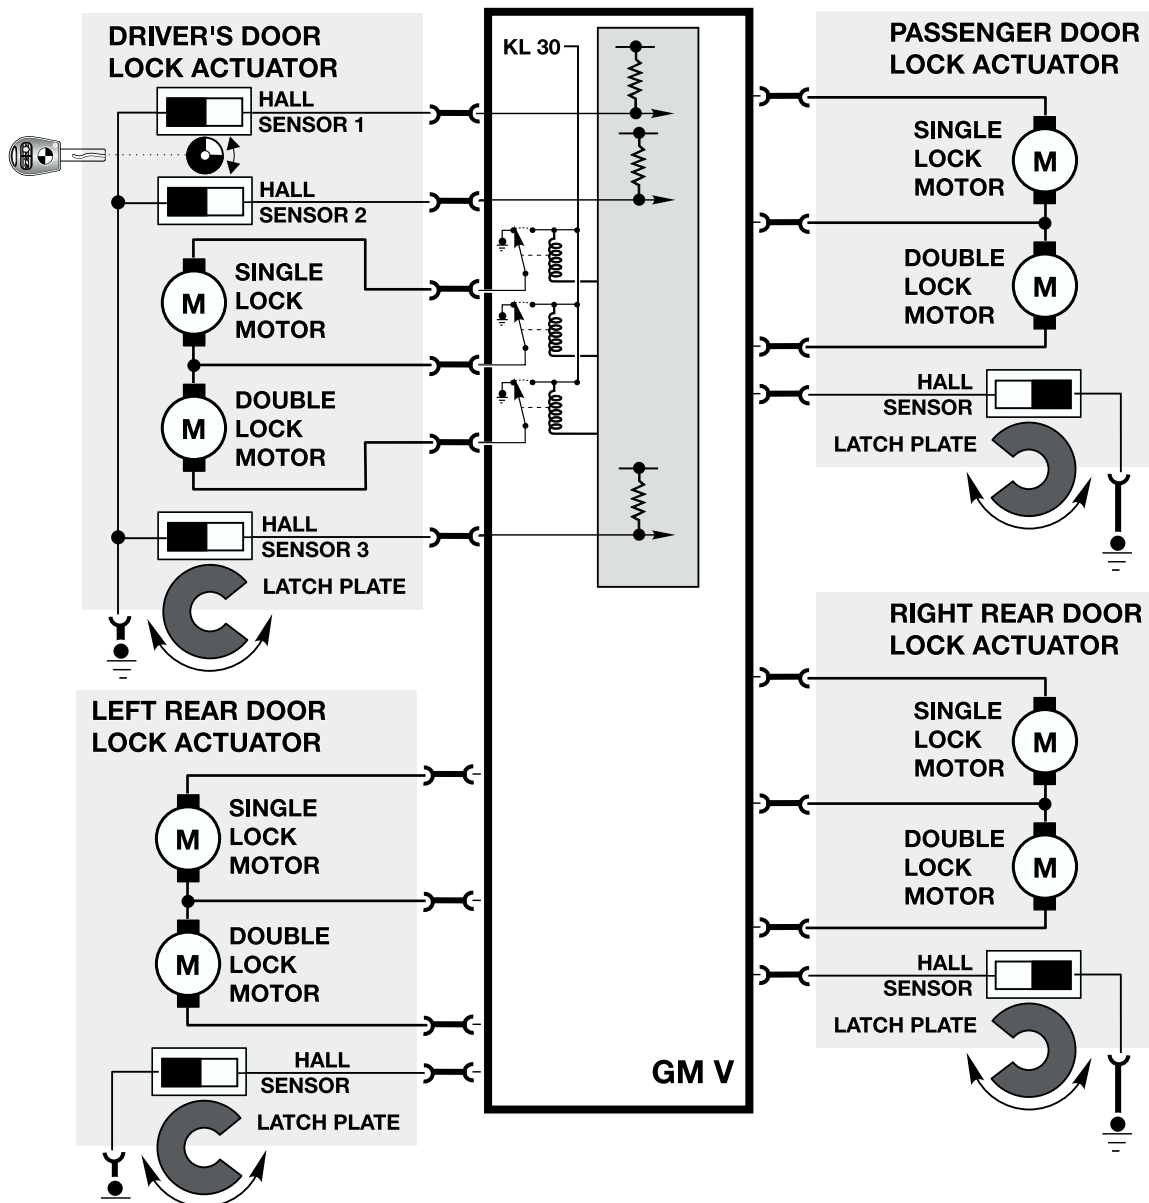 DRIVER'S DOOR
LOCK ACTUATOR
HALL
SENSOR 1
HALL
SENSOR 2
SINGLE
LOCK
MOTOR
M
DOUBLE
LOCK
MOTOR
M
HALL
SENSOR 3
LATCH PLATE
LEFT REAR DOOR
LOCK ACTUATOR
SINGLE
LOCK
MOTOR
M
DOUBLE
LOCK
MOTOR
M
HALL
SENSOR
LATCH PLATE
KL 30
GM V
PASSENGER DOOR
LOCK ACTUATOR
SINGLE
LOCK
MOTOR
M
DOUBLE
LOCK
MOTOR
M
HALL
SENSOR
LATCH PLATE
RIGHT REAR DOOR
LOCK ACTUATOR
SINGLE
LOCK
MOTOR
M
DOUBLE
LOCK
MOTOR
M
HALL
SENSOR
LATCH PLATE